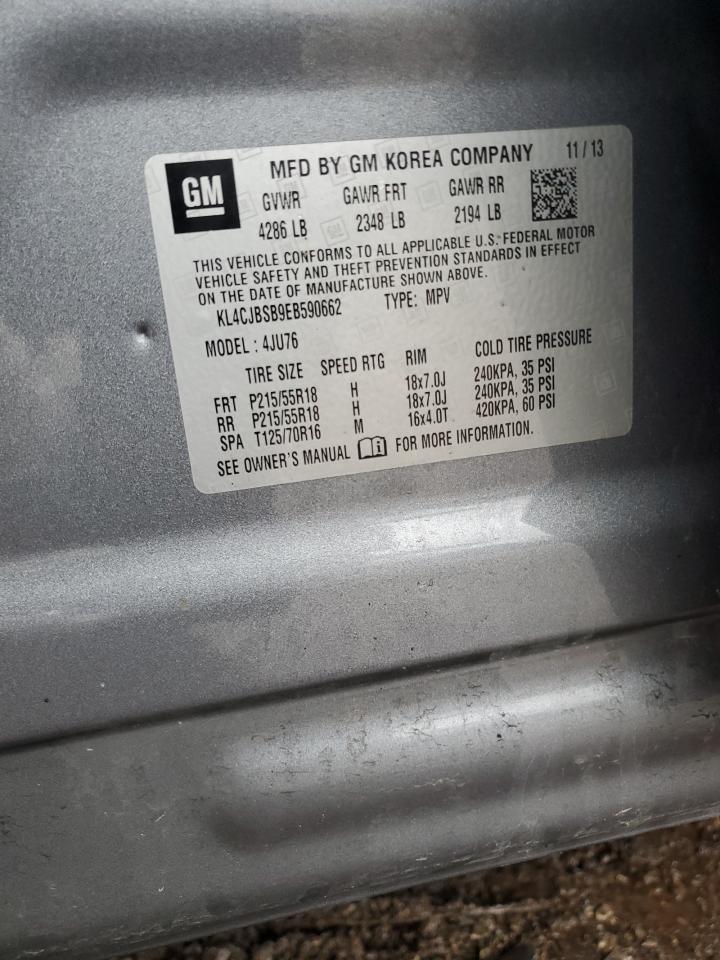 GM
MFD BY GM KOREA COMPANY 11 / 13
GVWR GAWR FRT GAWR RR
4286 LB 2348 LB 2194 LB
THIS VEHICLE CONFORMS TO ALL APPLICABLE U.S. FEDERAL MOTOR
VEHICLE SAFETY AND THEFT PREVENTION STANDARDS IN EFFECT
ON THE DATE OF MANUFACTURE SHOWN ABOVE.
KL4CJBSB9EB590662 TYPE: MPV
MODEL : 4JU76
TIRE SIZE SPEED RTG RIM COLD TIRE PRESSURE
FRT P215/55R18 H 18x7.0J 240KPA, 35 PSI
RR P215/55R18 H 18x7.0J 240KPA, 35 PSI
SPA T125/70R16 M 16x4.0T 420KPA, 60 PSI
SEE OWNER'S MANUAL FOR MORE INFORMATION.